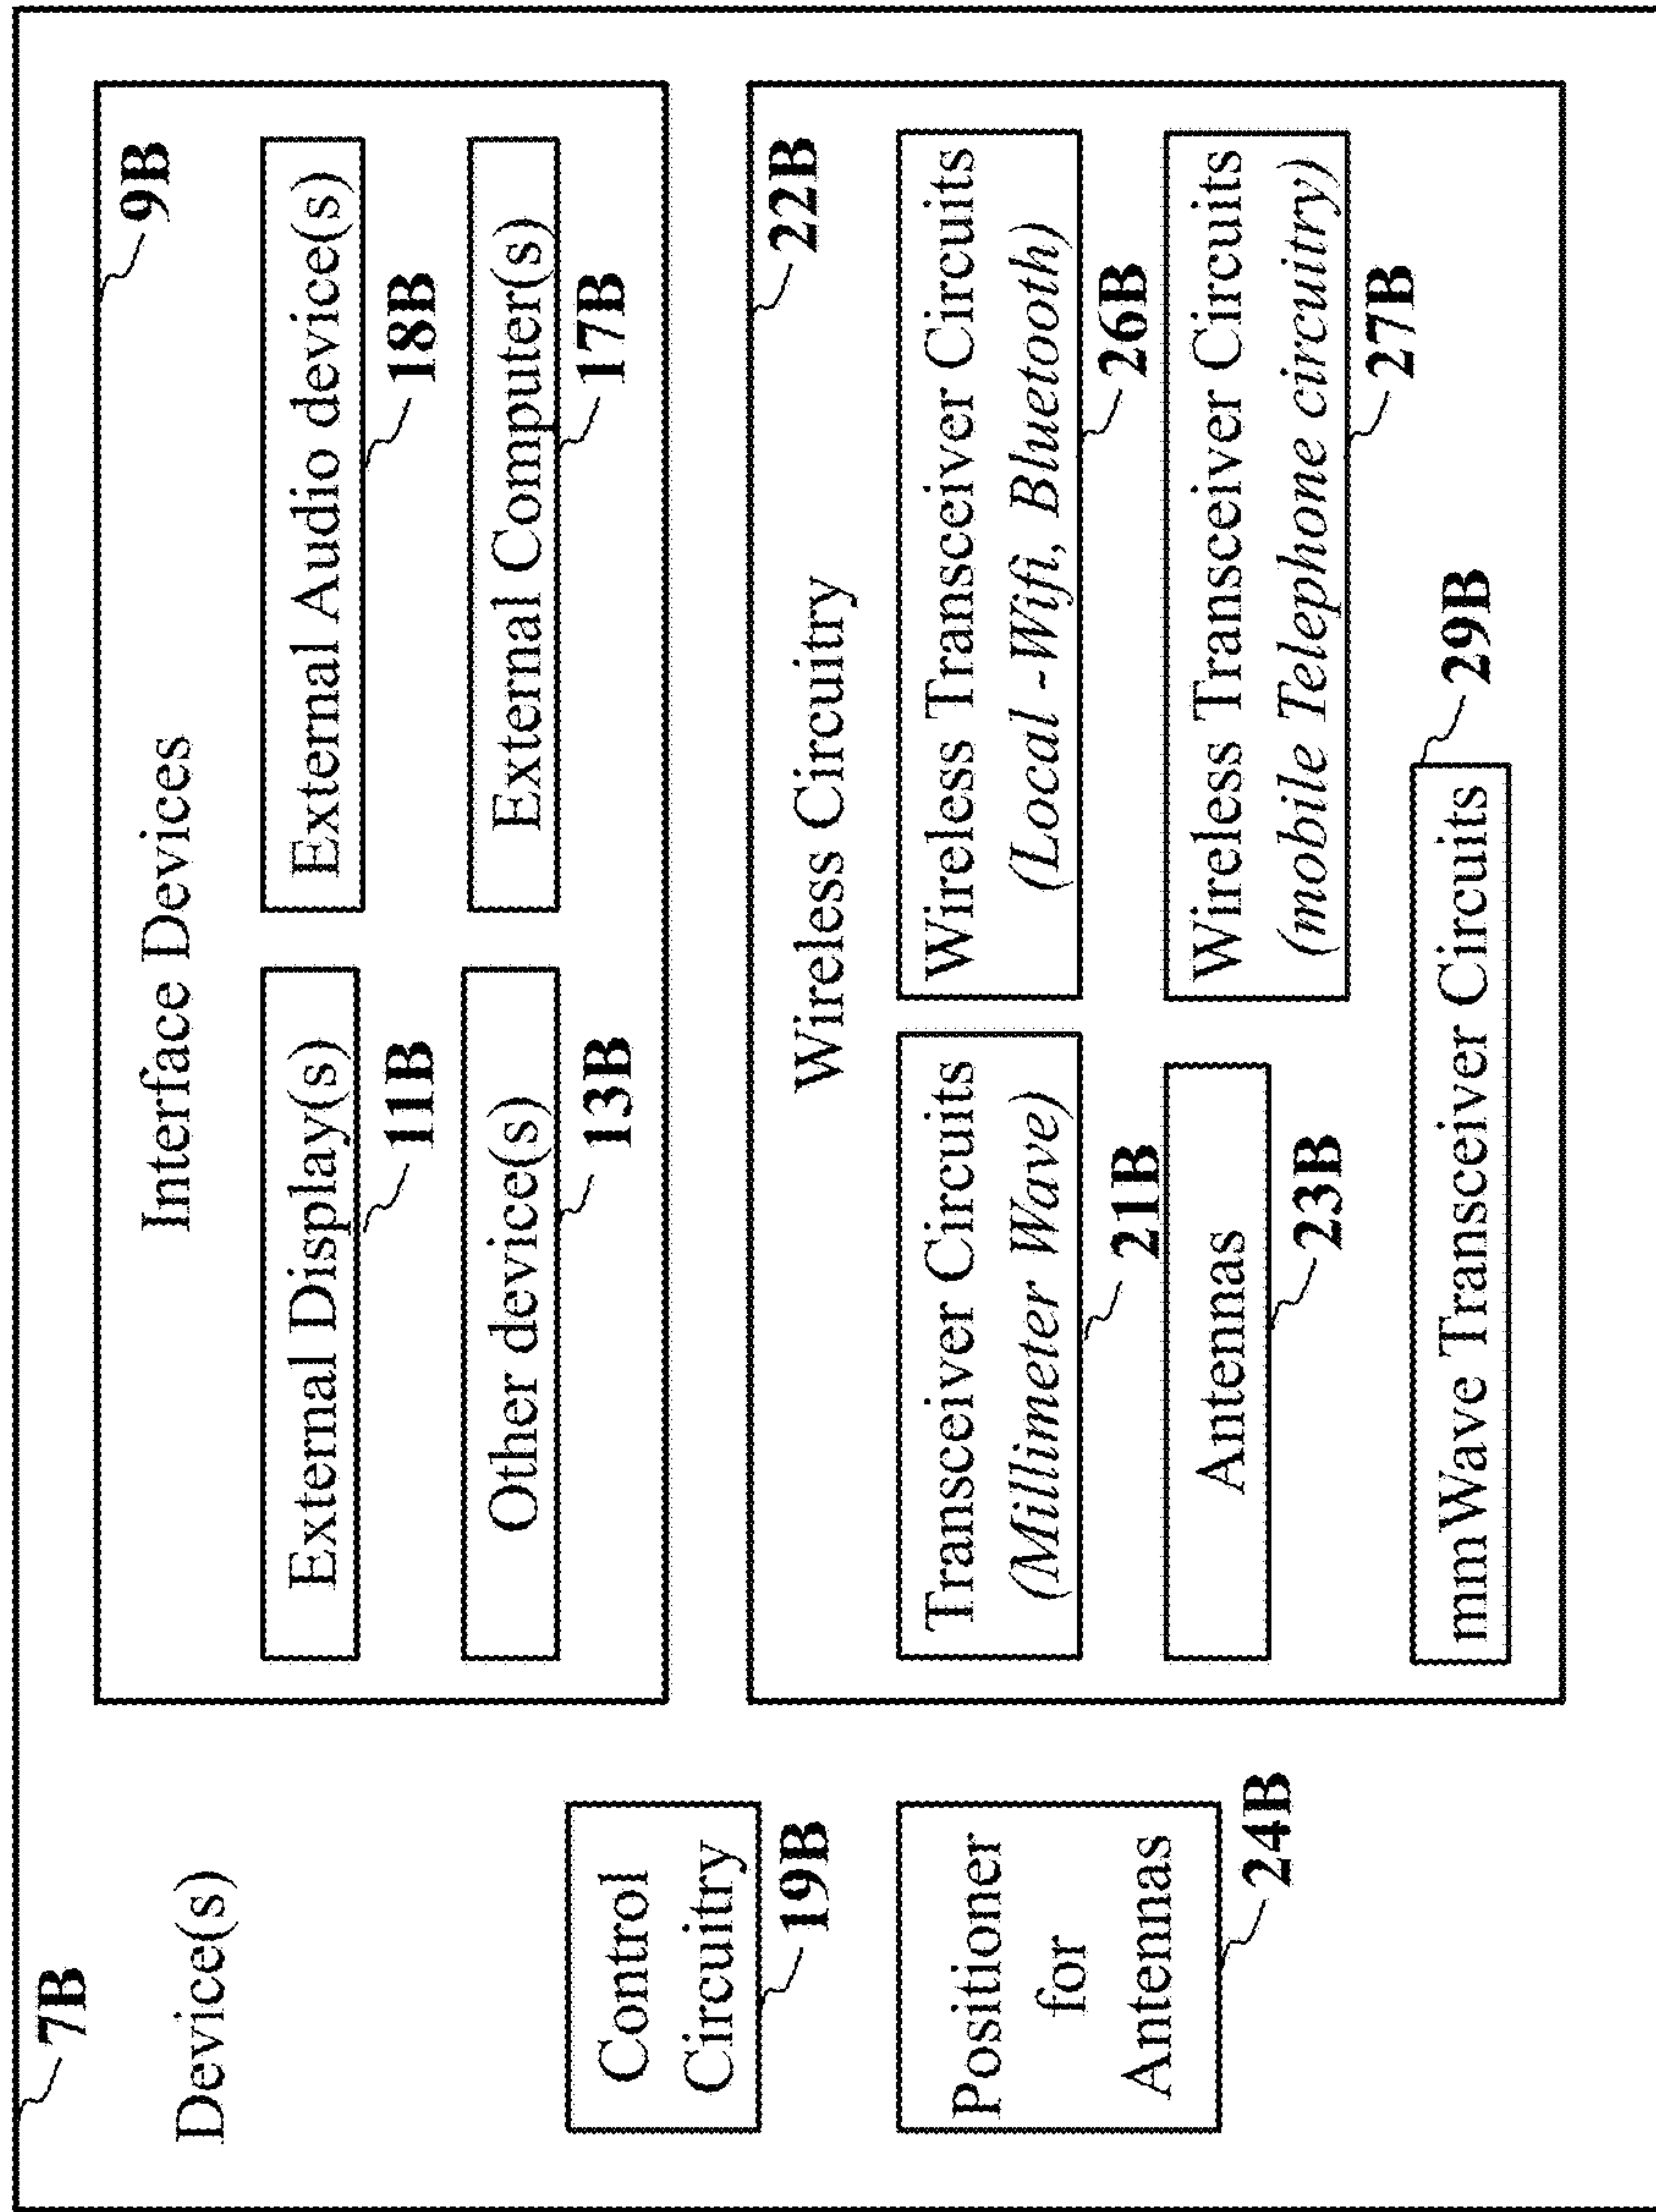 7B
Device(s)
Control
Circuitry
19B
Positioner
for
Antennas
24B
9B
Interface Devices
External Display(s)
11B
External Audio device(s)
18B
Other device(s)
13B
External Computer(s)
17B
22B
Wireless Circuitry
Transceiver Circuits
(Millimeter Wave)
21B
Wireless Transceiver Circuits
(Local -Wifi, Bluetooth)
26B
Antennas
23B
Wireless Transceiver Circuits
(mobile Telephone circuitry)
27B
mmWave Transceiver Circuits
29B